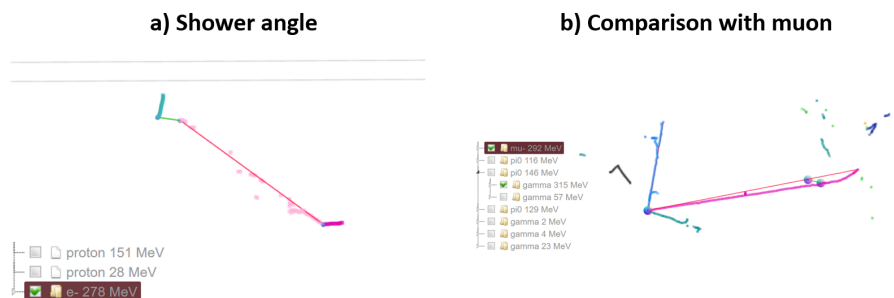 a) Shower angle
b) Comparison with muon
proton 151 MeV
proton 28 MeV
e- 278 MeV
mu- 292 MeV
pi0 116 MeV
pi0 146 MeV
gamma 315 MeV
gamma 57 MeV
pi0 129 MeV
gamma 2 MeV
gamma 4 MeV
gamma 23 MeV